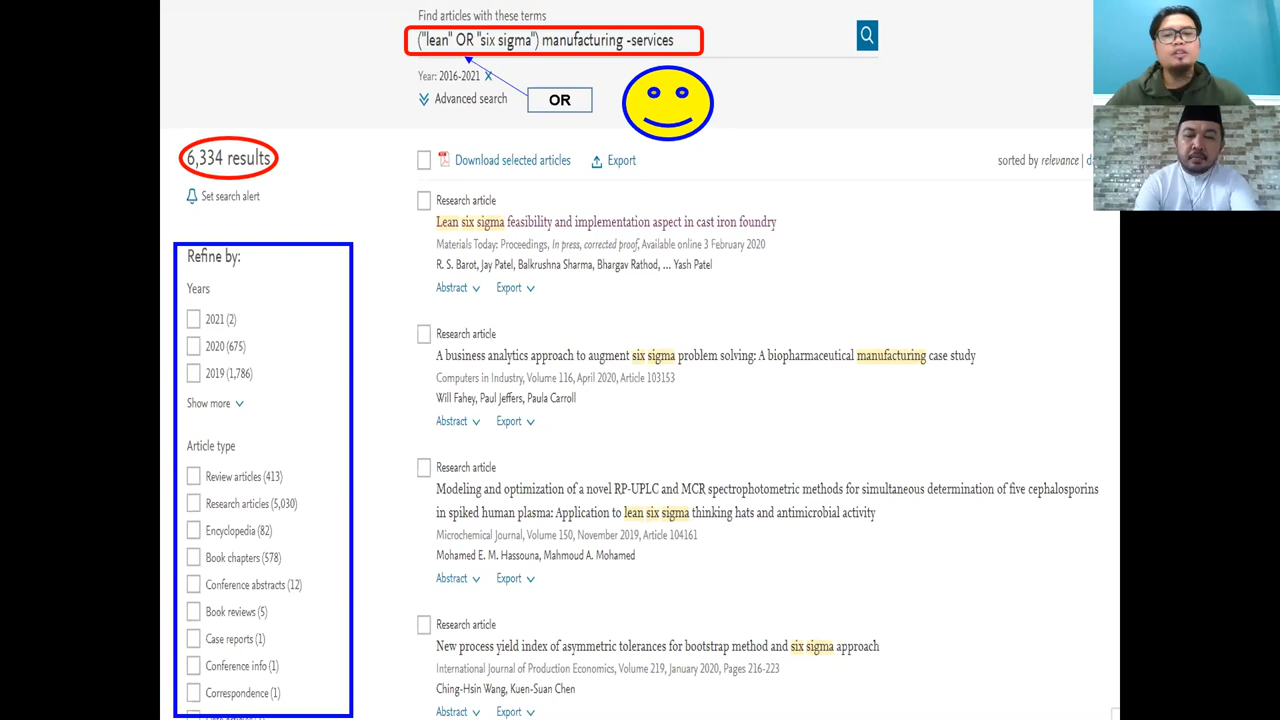 Find articles with these terms
("lean" OR "six sigma") manufacturing -services
Year: 2016-2021 X
Advanced search
OR
6,334 results
Set search alert
Download selected articles
Export
sorted by relevance |
Refine by:
Years
2021 (2)
2020 (675)
2019 (1,786)
Show more
Article type
Review articles (413)
Research articles (5,030)
Encyclopedia (82)
Book chapters (578)
Conference abstracts (12)
Book reviews (5)
Case reports (1)
Conference info (1)
Correspondence (1)
Research article
Lean six sigma feasibility and implementation aspect in cast iron foundry
Materials Today: Proceedings, In press, corrected proof, Available online 3 February 2020
R. S. Barot, Jay Patel, Balkrushna Sharma, Bhargav Rathod, ... Yash Patel
Abstract Export
Research article
A business analytics approach to augment six sigma problem solving: A biopharmaceutical manufacturing case study
Computers in Industry, Volume 116, April 2020, Article 103153
Will Fahey, Paul Jeffers, Paula Carroll
Abstract Export
Research article
Modeling and optimization of a novel RP-UPLC and MCR spectrophotometric methods for simultaneous determination of five cephalosporins
in spiked human plasma: Application to lean six sigma thinking hats and antimicrobial activity
Microchemical Journal, Volume 150, November 2019, Article 104161
Mohamed E. M. Hassouna, Mahmoud A. Mohamed
Abstract Export
Research article
New process yield index of asymmetric tolerances for bootstrap method and six sigma approach
International Journal of Production Economics, Volume 219, January 2020, Pages 216-223
Ching-Hsin Wang, Kuen-Suan Chen
Abstract Export